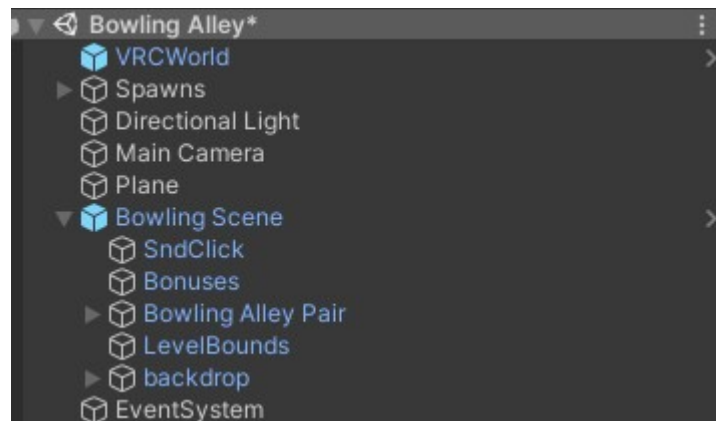 Bowling Alley*
VRCWorld
Spawns
Directional Light
Main Camera
Plane
Bowling Scene
SndClick
Bonuses
Bowling Alley Pair
LevelBounds
backdrop
EventSystem